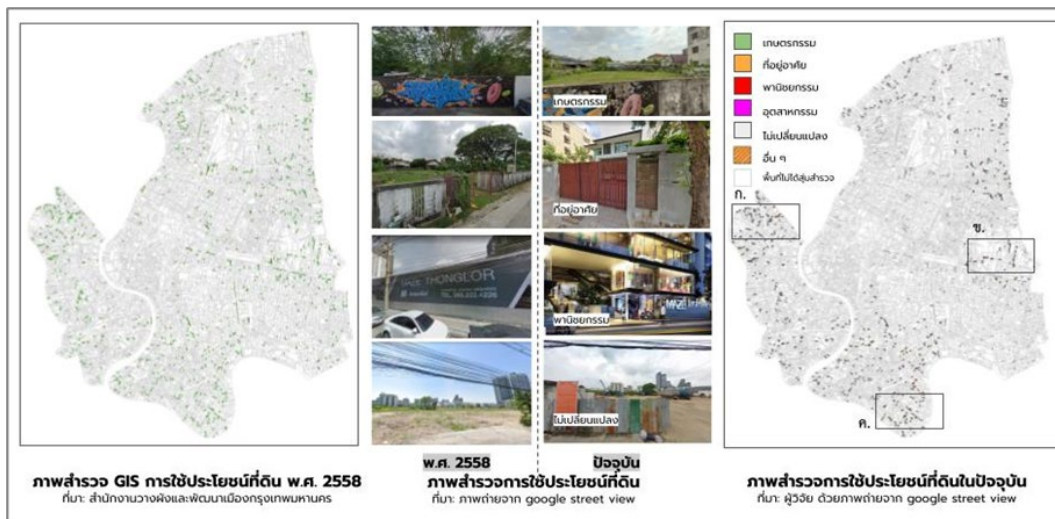 เกษตรกรรม
ที่อยู่อาศัย
พานิชยกรรม
อุตสาหกรรม
ไม่เปลี่ยนแปลง
อื่น ๆ
พื้นที่ไม่ได้สุ่มสำรวจ
ก.
ข.
ค.
เกษตรกรรม
ที่อยู่อาศัย
THONGLOR
พานิชยกรรม
ไม่เปลี่ยนแปลง
พ.ศ. 2558
ปัจจุบัน
ภาพสำรวจ GIS การใช้ประโยชน์ที่ดิน พ.ศ. 2558
ที่มา: สำนักงานวางผังและพัฒนาเมืองกรุงเทพมหานคร
ภาพสำรวจการใช้ประโยชน์ที่ดิน
ที่มา: ภาพถ่ายจาก google street view
ภาพสำรวจการใช้ประโยชน์ที่ดินในปัจจุบัน
ที่มา: ผู้วิจัย ด้วยภาพถ่ายจาก google street view